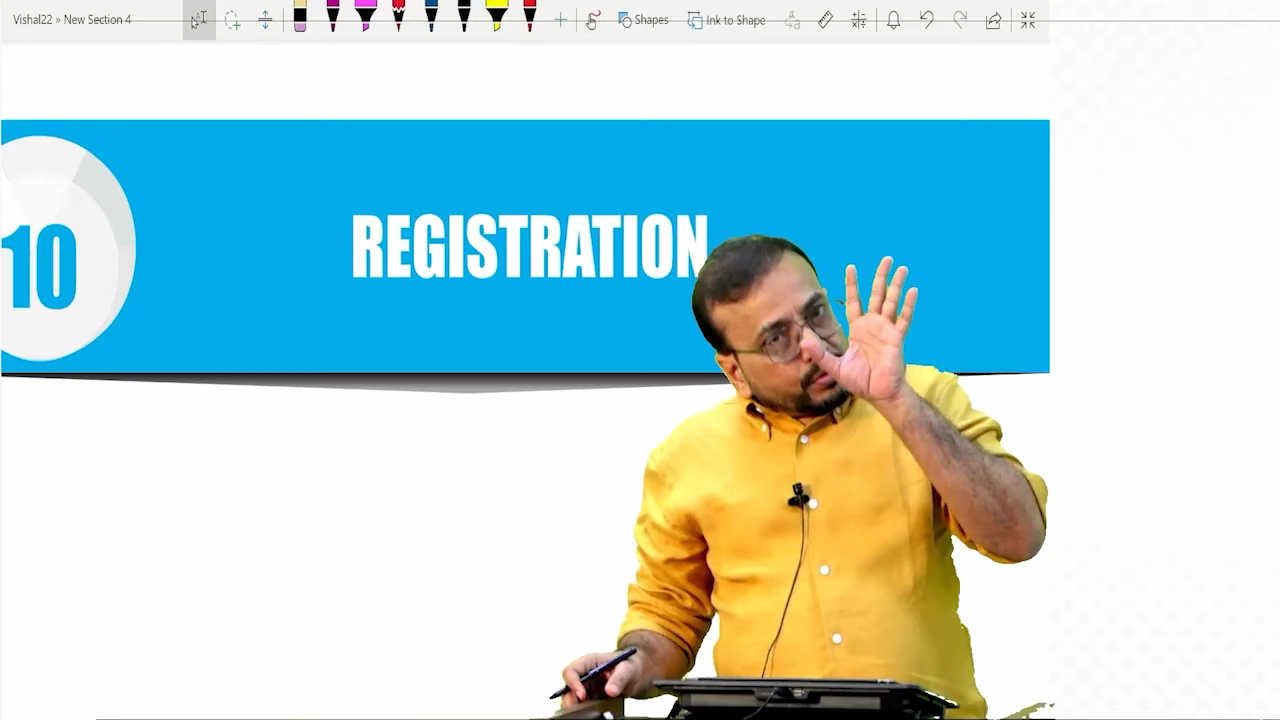 Vishal22 » New Section 4
Shapes
Ink to Shape
10
REGISTRATION